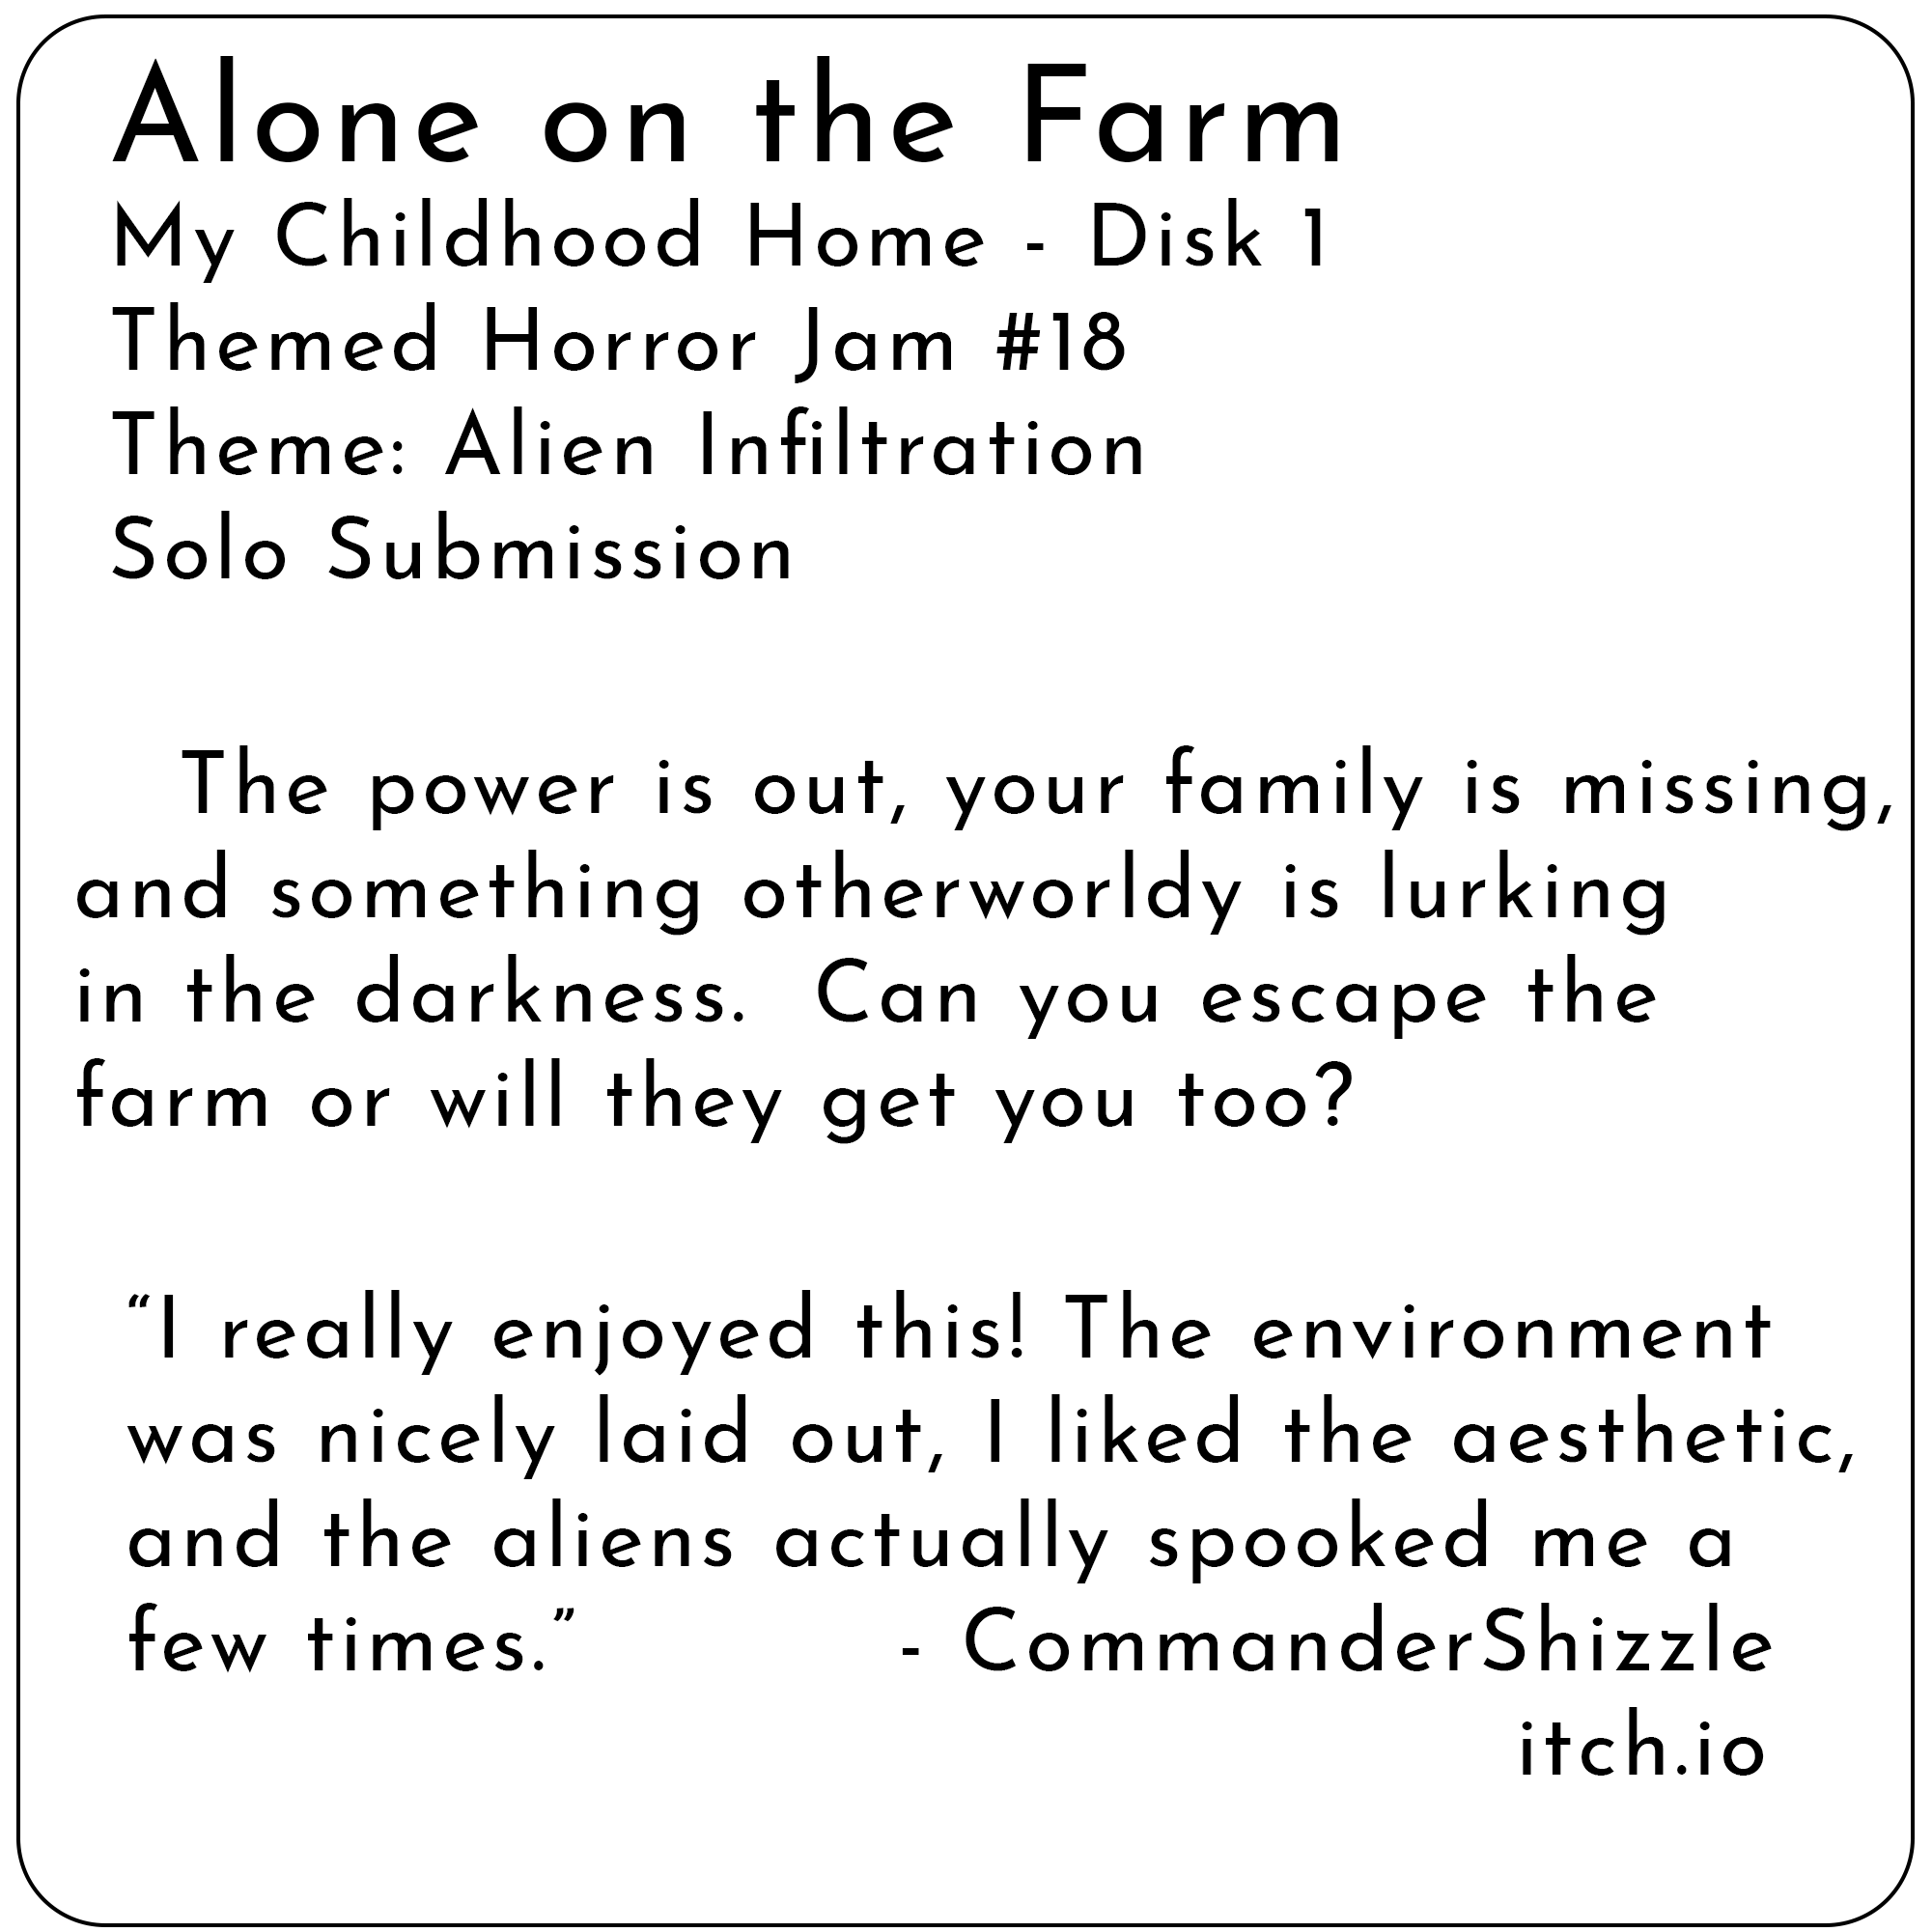 Alone on the Farm
My Childhood Home - Disk 1
Themed Horror Jam #18
Theme: Alien Infiltration
Solo Submission
The power is out, your family is missing,
and something otherworldy is lurking
in the darkness.  Can you escape the
farm or will they get you too?
“I really enjoyed this! The environment
was nicely laid out, I liked the aesthetic,
and the aliens actually spooked me a
few times.” - CommanderShizzle
itch.io